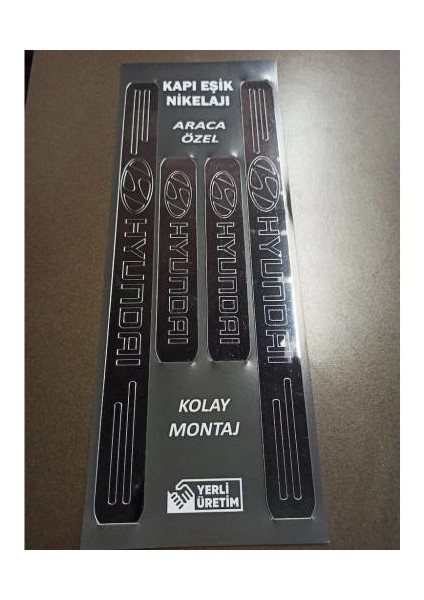 KAPI EŞİK
NİKELAJI
ARACA
ÖZEL
HYUNDAI
HYUNDAI
HYUNDAI
HYUNDAI
KOLAY
MONTAJ
YERLİ
ÜRETİM